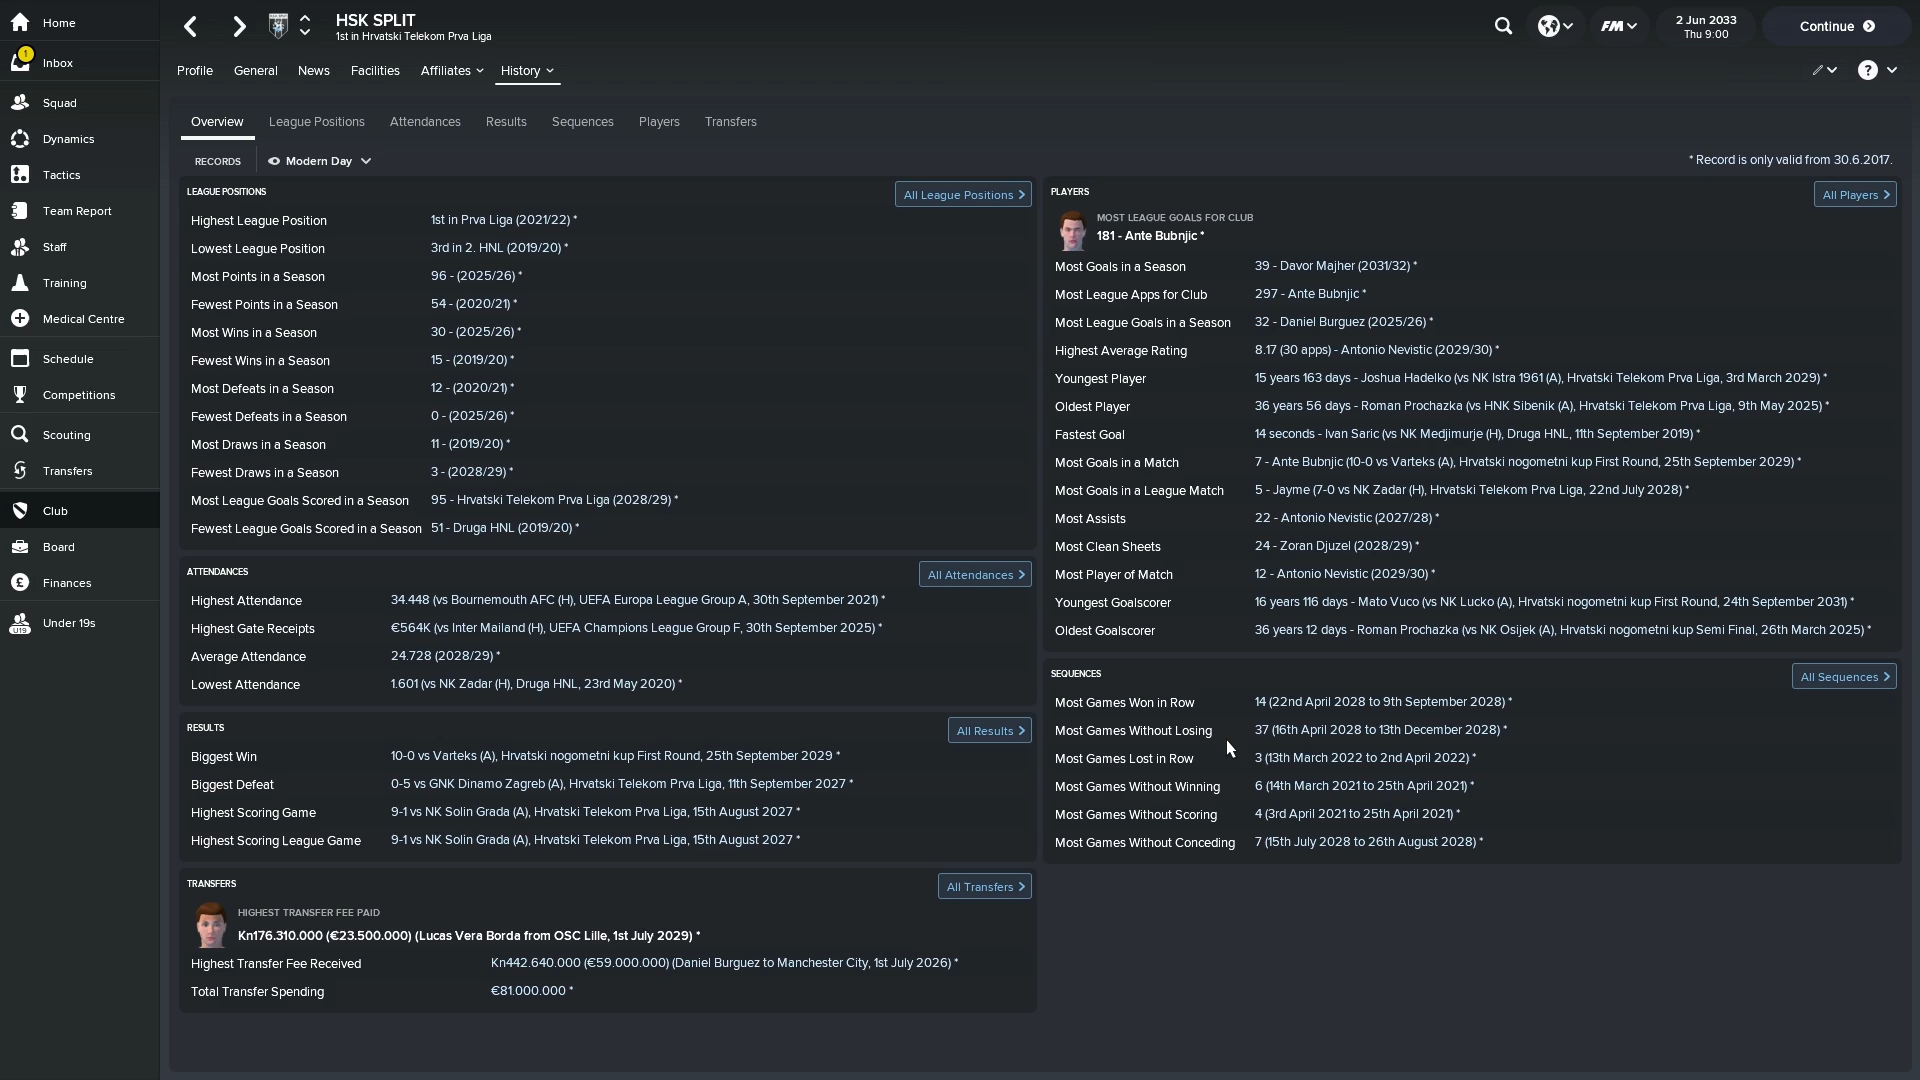 Home
1
Inbox
Squad
Dynamics
Tactics
Team Report
Staff
Training
Medical Centre
Schedule
Competitions
Scouting
Transfers
Club
Board
£
Finances
U19
Under 19s
HSK SPLIT
1st in Hrvatski Telekom Prva Liga
FM
2 Jun 2033
Thu 9:00
Continue
Profile General News Facilities Affiliates History
?
Overview League Positions Attendances Results Sequences Players Transfers
RECORDS Modern Day
* Record is only valid from 30.6.2017.
LEAGUE POSITIONS
All League Positions
Highest League Position 1st in Prva Liga (2021/22) *
Lowest League Position 3rd in 2. HNL (2019/20) *
Most Points in a Season 96 - (2025/26) *
Fewest Points in a Season 54 - (2020/21) *
Most Wins in a Season 30 - (2025/26) *
Fewest Wins in a Season 15 - (2019/20) *
Most Defeats in a Season 12 - (2020/21) *
Fewest Defeats in a Season 0 - (2025/26) *
Most Draws in a Season 11 - (2019/20) *
Fewest Draws in a Season 3 - (2028/29) *
Most League Goals Scored in a Season 95 - Hrvatski Telekom Prva Liga (2028/29) *
Fewest League Goals Scored in a Season 51 - Druga HNL (2019/20) *
ATTENDANCES
All Attendances
Highest Attendance 34.448 (vs Bournemouth AFC (H), UEFA Europa League Group A, 30th September 2021) *
Highest Gate Receipts €564K (vs Inter Mailand (H), UEFA Champions League Group F, 30th September 2025) *
Average Attendance 24.728 (2028/29) *
Lowest Attendance 1.601 (vs NK Zadar (H), Druga HNL, 23rd May 2020) *
RESULTS
All Results
Biggest Win 10-0 vs Varteks (A), Hrvatski nogometni kup First Round, 25th September 2029 *
Biggest Defeat 0-5 vs GNK Dinamo Zagreb (A), Hrvatski Telekom Prva Liga, 11th September 2027 *
Highest Scoring Game 9-1 vs NK Solin Grada (A), Hrvatski Telekom Prva Liga, 15th August 2027 *
Highest Scoring League Game 9-1 vs NK Solin Grada (A), Hrvatski Telekom Prva Liga, 15th August 2027 *
TRANSFERS
All Transfers
HIGHEST TRANSFER FEE PAID
Kn176.310.000 (€23.500.000) (Lucas Vera Borda from OSC Lille, 1st July 2029) *
Highest Transfer Fee Received Kn442.640.000 (€59.000.000) (Daniel Burguez to Manchester City, 1st July 2026) *
Total Transfer Spending €81.000.000 *
PLAYERS
All Players
MOST LEAGUE GOALS FOR CLUB
181 - Ante Bubnjic *
Most Goals in a Season 39 - Davor Majher (2031/32) *
Most League Apps for Club 297 - Ante Bubnjic *
Most League Goals in a Season 32 - Daniel Burguez (2025/26) *
Highest Average Rating 8.17 (30 apps) - Antonio Nevistic (2029/30) *
Youngest Player 15 years 163 days - Joshua Hadelko (vs NK Istra 1961 (A), Hrvatski Telekom Prva Liga, 3rd March 2029) *
Oldest Player 36 years 56 days - Roman Prochazka (vs HNK Sibenik (A), Hrvatski Telekom Prva Liga, 9th May 2025) *
Fastest Goal 14 seconds - Ivan Saric (vs NK Medjimurje (H), Druga HNL, 11th September 2019) *
Most Goals in a Match 7 - Ante Bubnjic (10-0 vs Varteks (A), Hrvatski nogometni kup First Round, 25th September 2029) *
Most Goals in a League Match 5 - Jayme (7-0 vs NK Zadar (H), Hrvatski Telekom Prva Liga, 22nd July 2028) *
Most Assists 22 - Antonio Nevistic (2027/28) *
Most Clean Sheets 24 - Zoran Djuzel (2028/29) *
Most Player of Match 12 - Antonio Nevistic (2029/30) *
Youngest Goalscorer 16 years 116 days - Mato Vuco (vs NK Lucko (A), Hrvatski nogometni kup First Round, 24th September 2031) *
Oldest Goalscorer 36 years 12 days - Roman Prochazka (vs NK Osijek (A), Hrvatski nogometni kup Semi Final, 26th March 2025) *
SEQUENCES
All Sequences
Most Games Won in Row 14 (22nd April 2028 to 9th September 2028) *
Most Games Without Losing 37 (16th April 2028 to 13th December 2028) *
Most Games Lost in Row 3 (13th March 2022 to 2nd April 2022) *
Most Games Without Winning 6 (14th March 2021 to 25th April 2021) *
Most Games Without Scoring 4 (3rd April 2021 to 25th April 2021) *
Most Games Without Conceding 7 (15th July 2028 to 26th August 2028) *